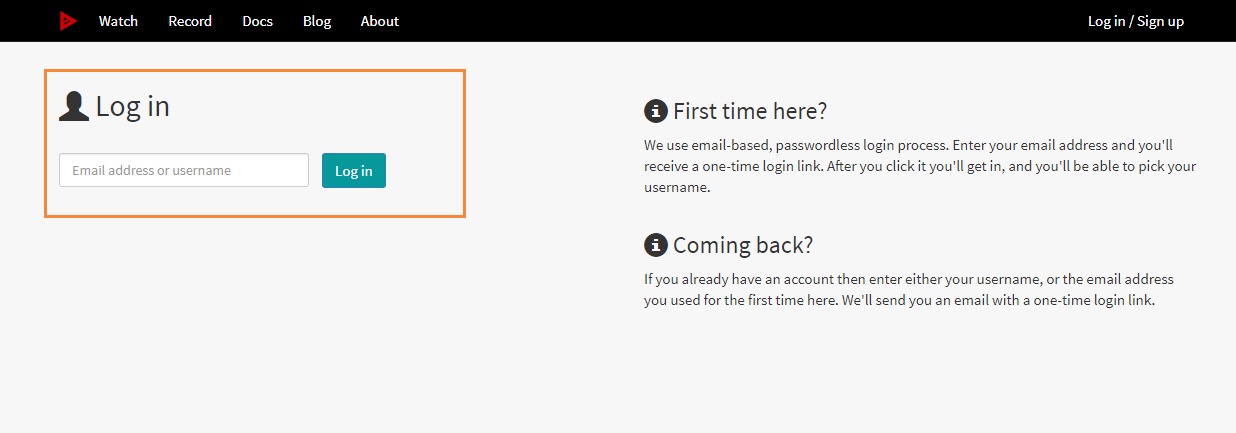 Watch Record Docs Blog About Log in / Sign up
Log in
Email address or username Log in
First time here?
We use email-based, passwordless login process. Enter your email address and you'll
receive a one-time login link. After you click it you'll get in, and you'll be able to pick your
username.
Coming back?
If you already have an account then enter either your username, or the email address
you used for the first time here. We'll send you an email with a one-time login link.